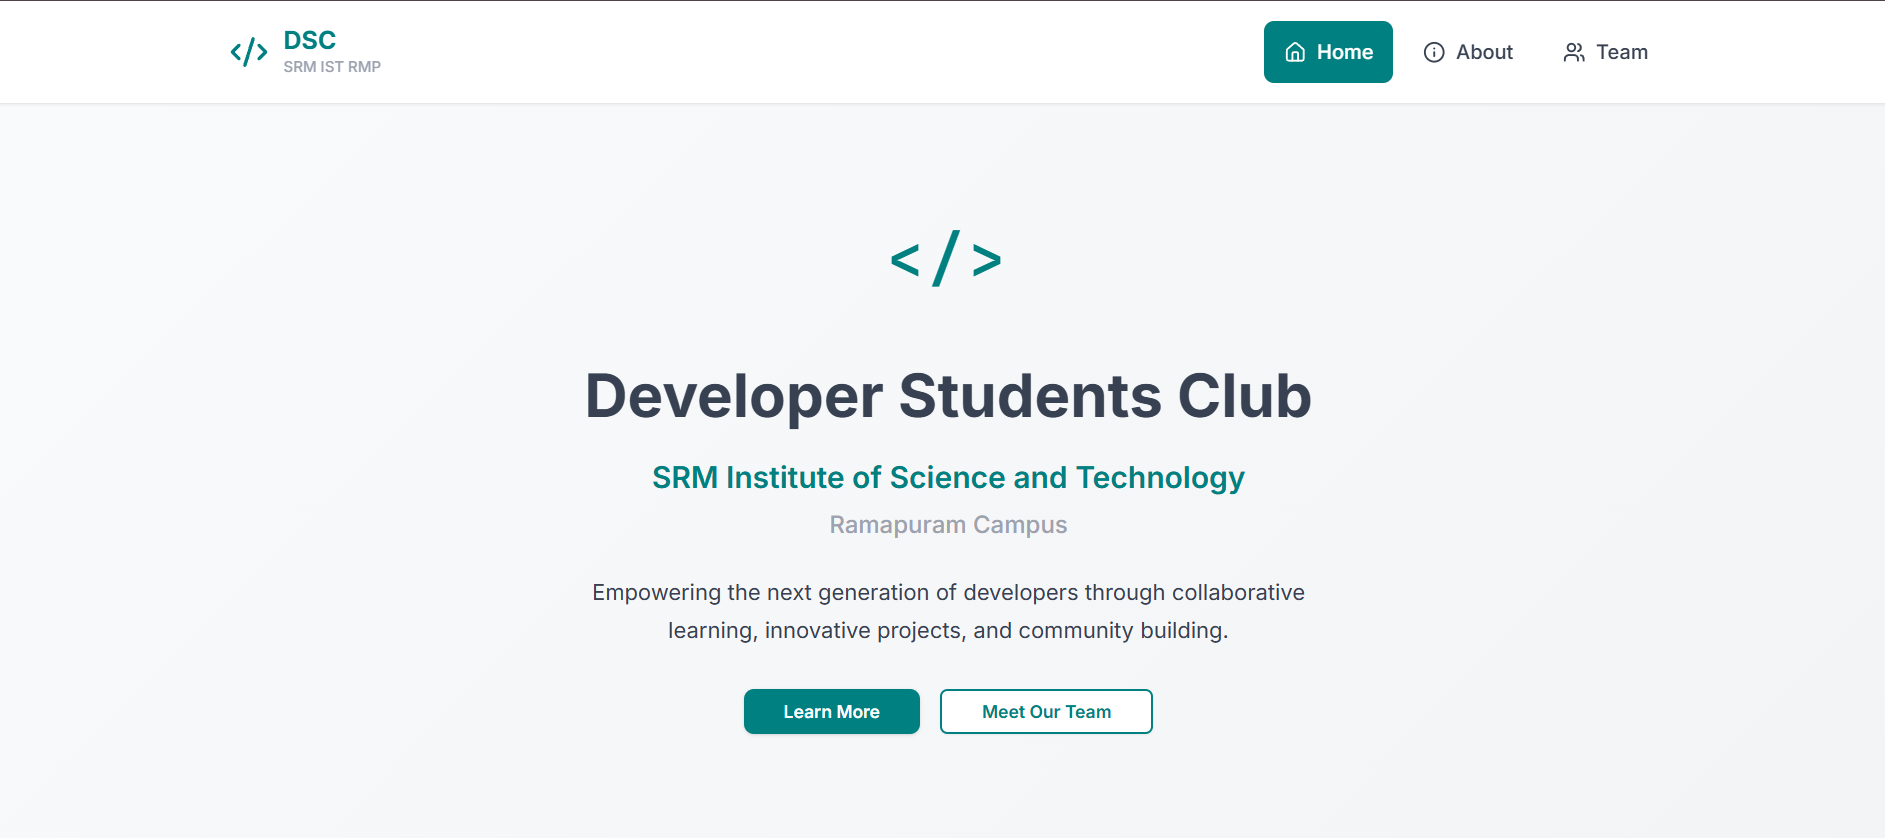 DSC
SRM IST RMP
Home
About
Team
</>
Developer Students Club
SRM Institute of Science and Technology
Ramapuram Campus
Empowering the next generation of developers through collaborative
learning, innovative projects, and community building.
Learn More
Meet Our Team